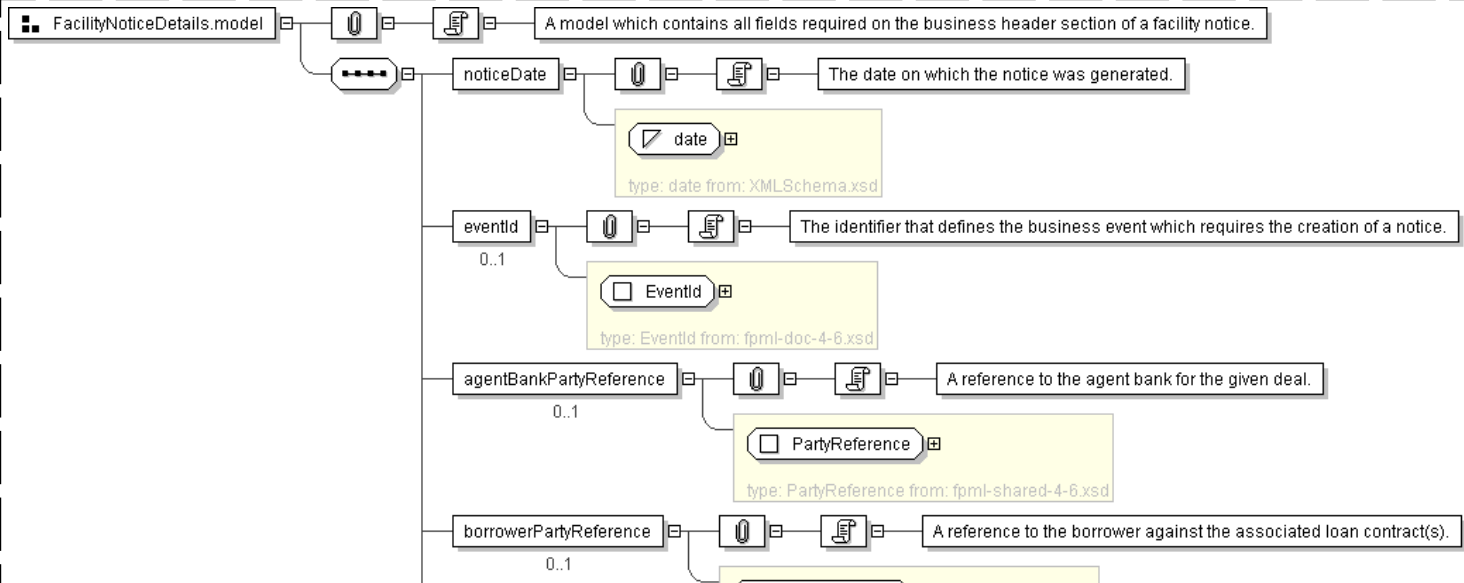 FacilityNoticeDetails.model A model which contains all fields required on the business header section of a facility notice.
noticeDate The date on which the notice was generated.
date
type: date from: XMLSchema.xsd
eventId The identifier that defines the business event which requires the creation of a notice.
0..1
EventId
type: EventId from: fpml-doc-4-6.xsd
agentBankPartyReference A reference to the agent bank for the given deal.
0..1
PartyReference
type: PartyReference from: fpml-shared-4-6.xsd
borrowerPartyReference A reference to the borrower against the associated loan contract(s).
0..1